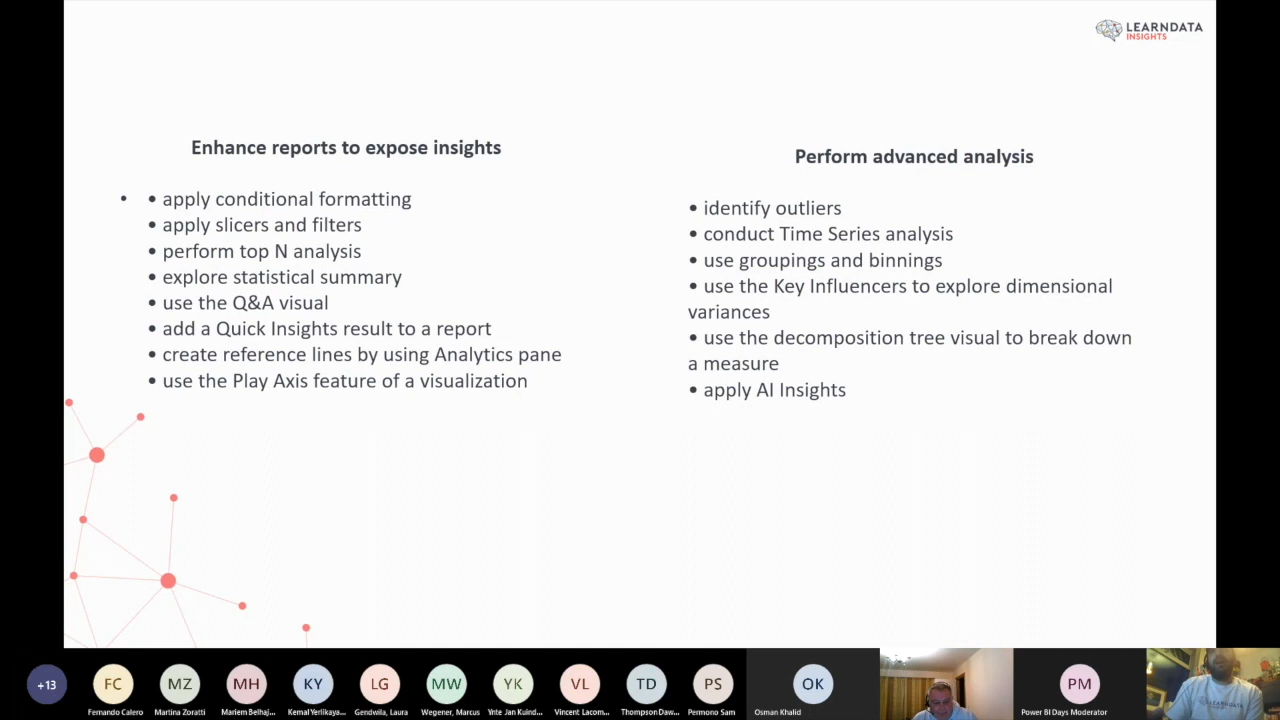 LEARNDATA
INSIGHTS
Enhance reports to expose insights
• • apply conditional formatting
• apply slicers and filters
• perform top N analysis
• explore statistical summary
• use the Q&A visual
• add a Quick Insights result to a report
• create reference lines by using Analytics pane
• use the Play Axis feature of a visualization
Perform advanced analysis
• identify outliers
• conduct Time Series analysis
• use groupings and binnings
• use the Key Influencers to explore dimensional
variances
• use the decomposition tree visual to break down
a measure
• apply AI Insights
+13
FC
MZ
MH
KY
LG
MW
YK
VL
TD
PS
OK
PM
Fernando Calero
Martina Zoratti
Mariem Belhaj...
Kemal Yerlikaya...
Gendwila, Laura
Wegener, Marcus
Ynte Jan Kuind...
Vincent Lacom...
Thompson Daw...
Permono Sam
Osman Khalid
Power BI Days Moderator